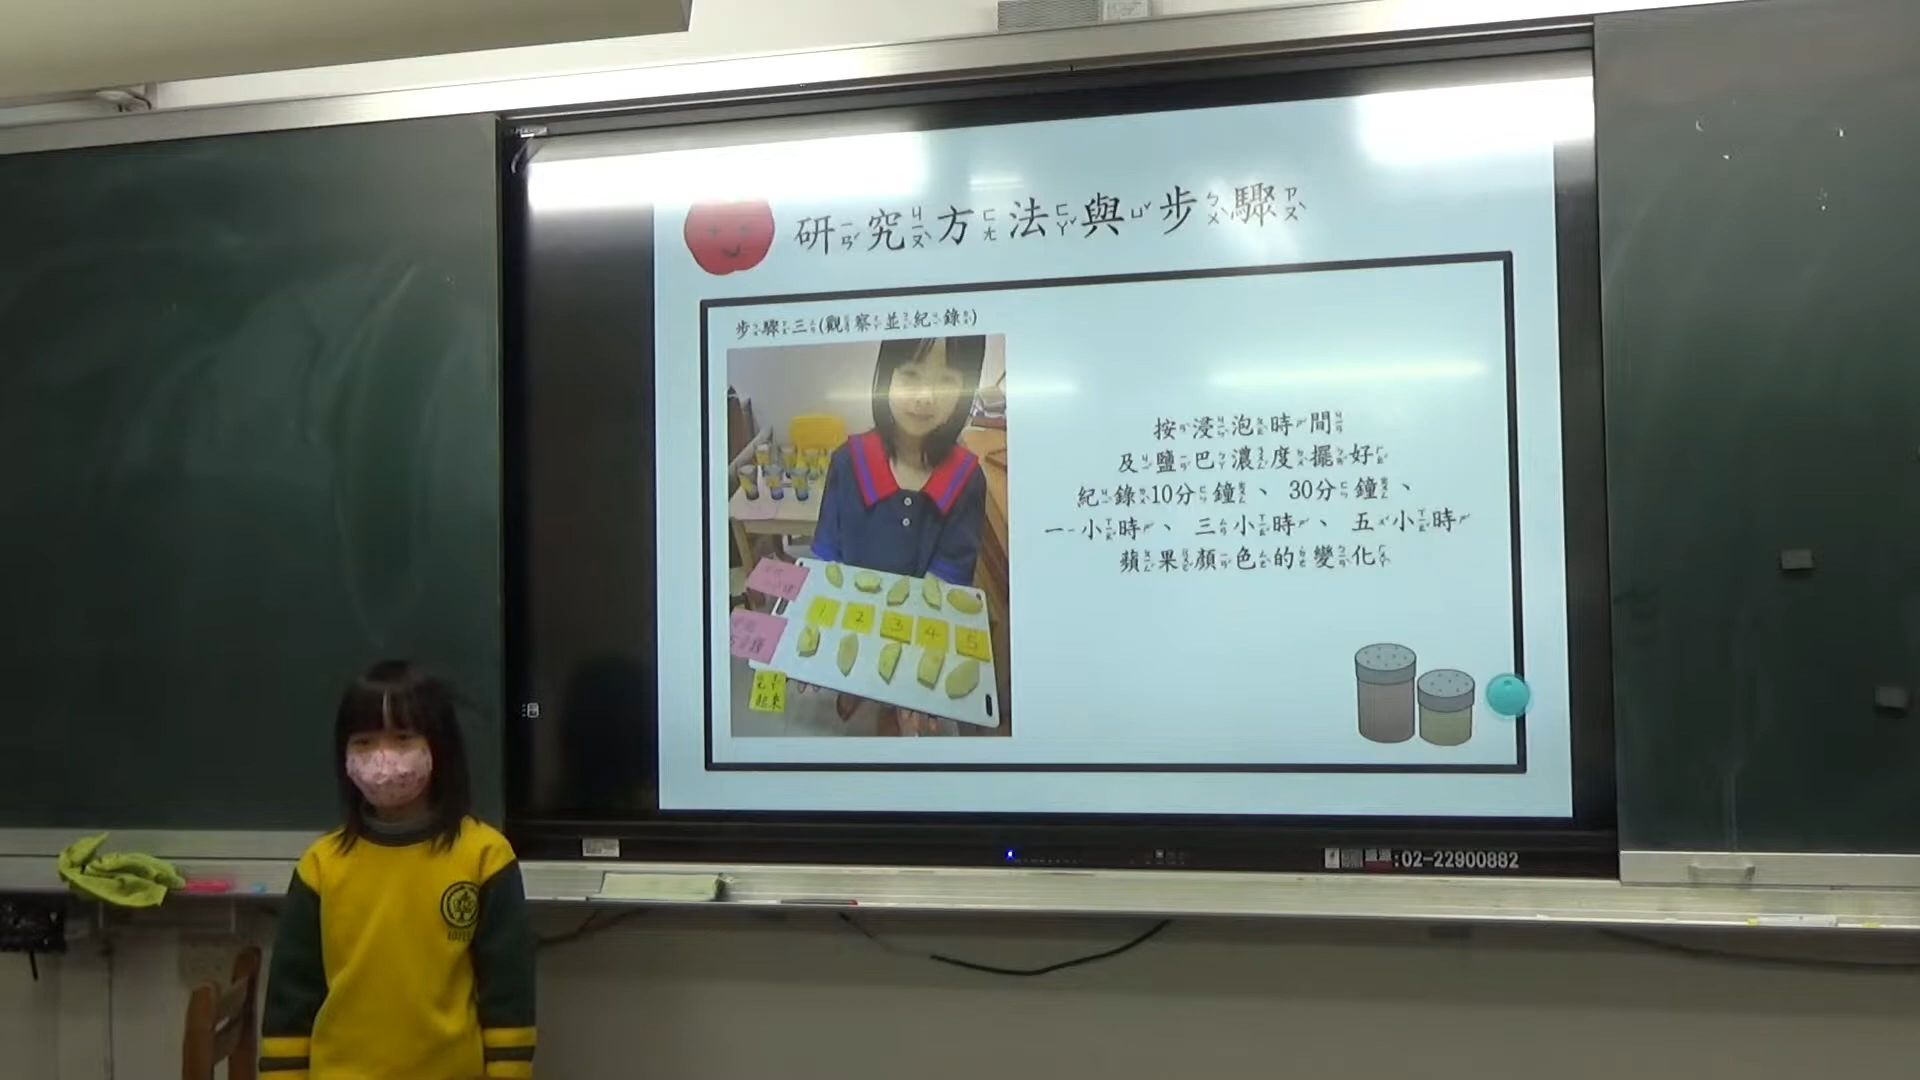 研究方法與步驟
步驟三(觀察並紀錄)
按浸泡時間
及鹽巴濃度擺好
紀錄10分鐘、30分鐘、
一小時、三小時、五小時
蘋果顏色的變化
1 2 3 4 5
:02-22900882